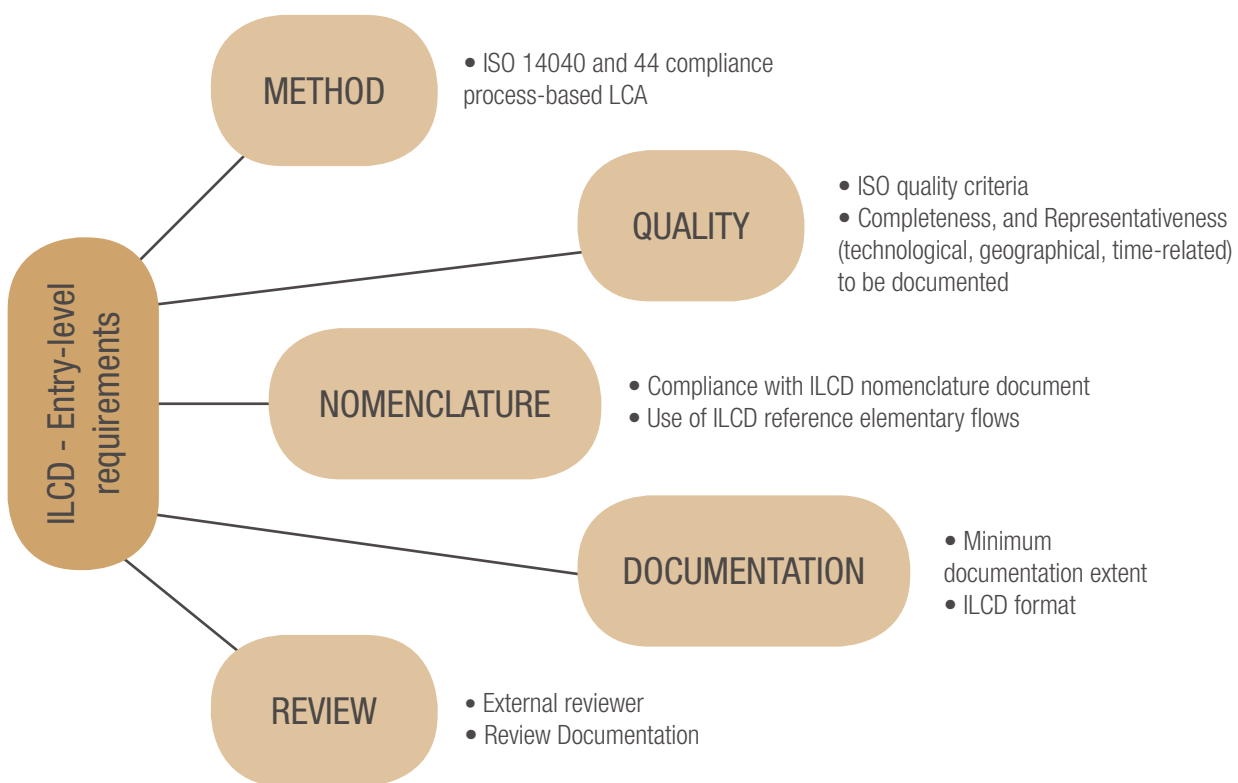 METHOD
• ISO 14040 and 44 compliance
process-based LCA
QUALITY
• ISO quality criteria
• Completeness, and Representativeness
(technological, geographical, time-related)
to be documented
ILCD - Entry-level
requirements
NOMENCLATURE
• Compliance with ILCD nomenclature document
• Use of ILCD reference elementary flows
DOCUMENTATION
• Minimum
documentation extent
• ILCD format
REVIEW
• External reviewer
• Review Documentation